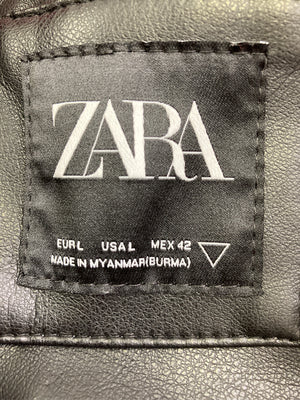 ZARA
EUR L USA L MEX 42
MADE IN MYANMAR(BURMA)